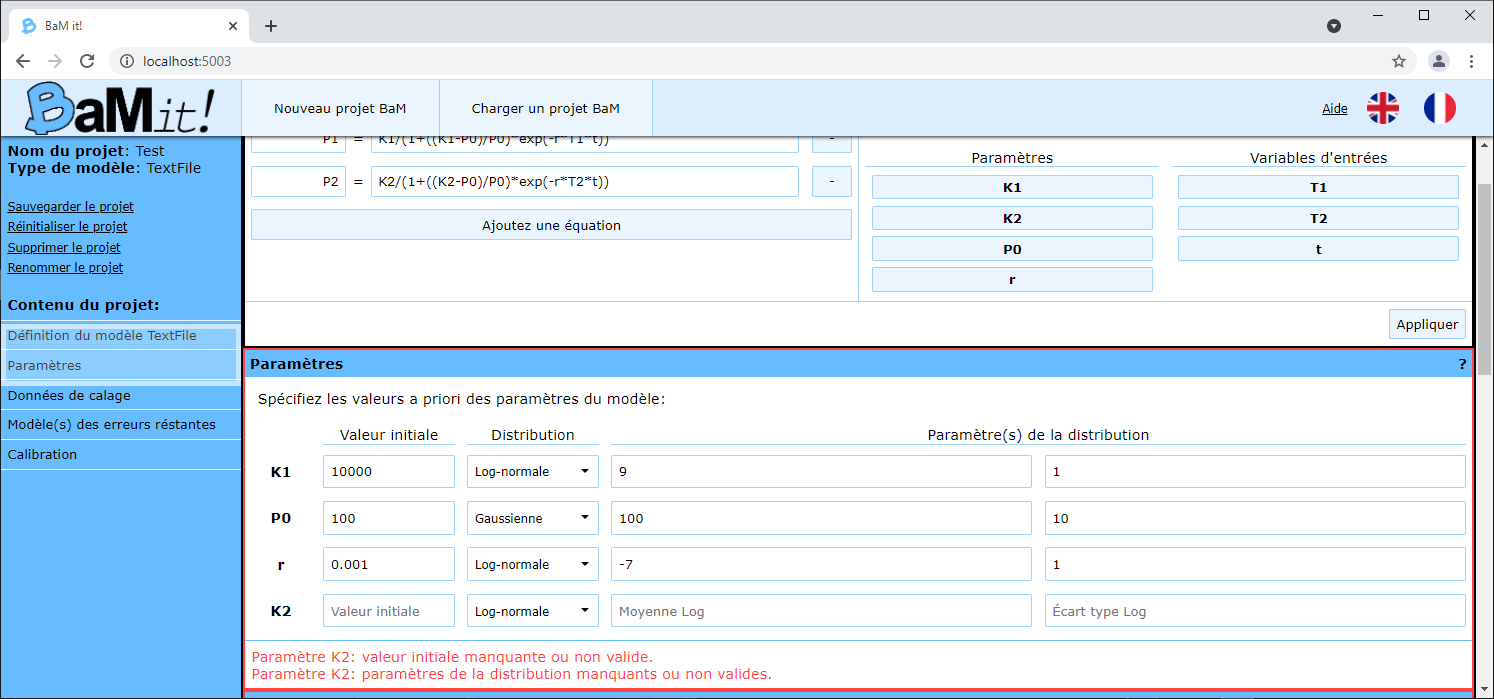 BaM it!
localhost:5003
BaM it!
Nouveau projet BaM
Charger un projet BaM
Aide
Nom du projet: Test
Type de modèle: TextFile
Sauvegarder le projet
Réinitialiser le projet
Supprimer le projet
Renommer le projet
Contenu du projet:
Définition du modèle TextFile
Paramètres
Données de calage
Modèle(s) des erreurs réstantes
Calibration
P1 = K1/(1+((K1-P0)/P0)*exp(-r*T1*t)) -
P2 = K2/(1+((K2-P0)/P0)*exp(-r*T2*t)) -
Ajoutez une équation
Paramètres
K1
K2
P0
r
Variables d'entrées
T1
T2
t
Appliquer
Paramètres ?
Spécifiez les valeurs a priori des paramètres du modèle:
Valeur initiale Distribution Paramètre(s) de la distribution
K1 10000 Log-normale 9 1
P0 100 Gaussienne 100 10
r 0.001 Log-normale -7 1
K2 Valeur initiale Log-normale Moyenne Log Écart type Log
Paramètre K2: valeur initiale manquante ou non valide.
Paramètre K2: paramètres de la distribution manquants ou non valides.